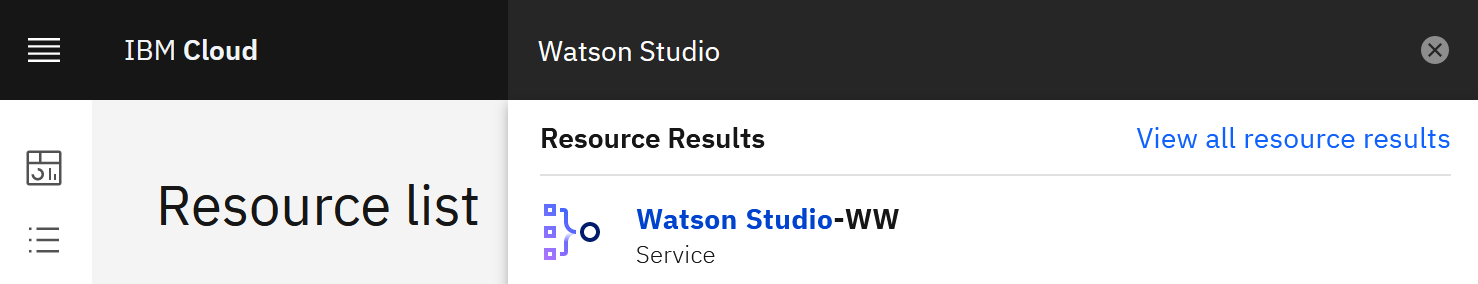 IBM Cloud
Watson Studio
Resource Results
View all resource results
Resource list
Watson Studio-WW
Service